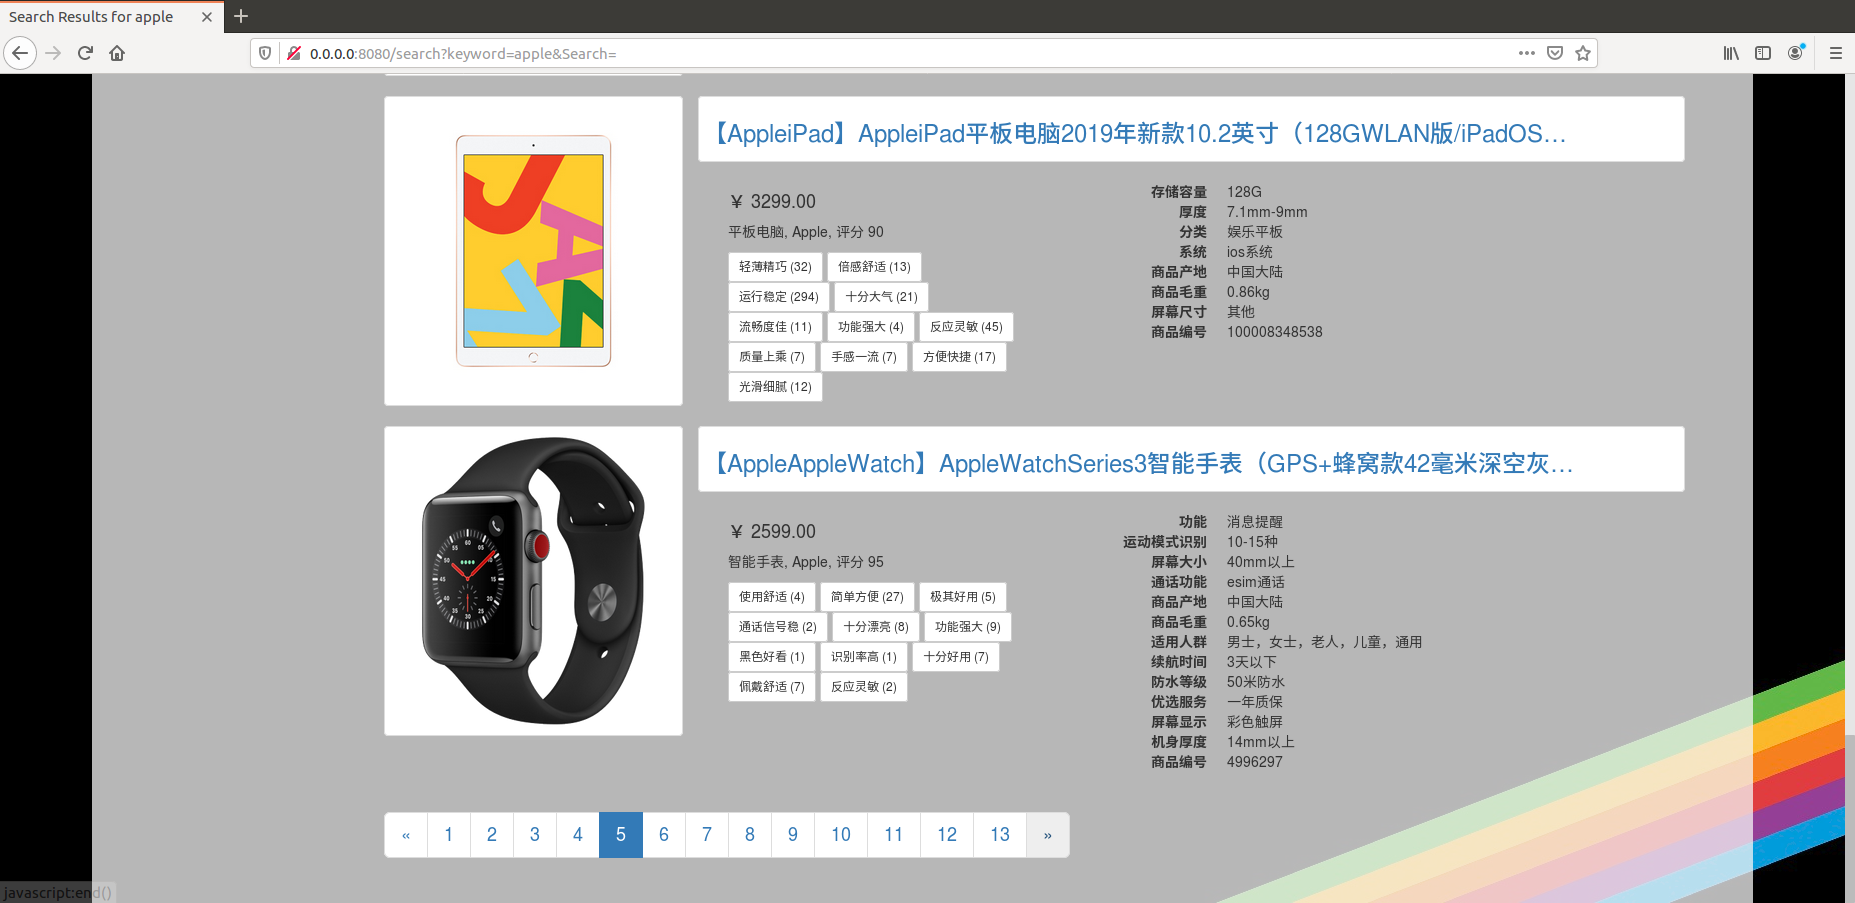 Search Results for apple
0.0.0.0:8080/search?keyword=apple&Search=
【AppleiPad】AppleiPad平板电脑2019年新款10.2英寸（128GWLAN版/iPadOS…
￥ 3299.00
平板电脑, Apple, 评分 90
轻薄精巧 (32) 倍感舒适 (13)
运行稳定 (294) 十分大气 (21)
流畅度佳 (11) 功能强大 (4) 反应灵敏 (45)
质量上乘 (7) 手感一流 (7) 方便快捷 (17)
光滑细腻 (12)
存储容量 128G
厚度 7.1mm-9mm
分类 娱乐平板
系统 ios系统
商品产地 中国大陆
商品毛重 0.86kg
屏幕尺寸 其他
商品编号 100008348538
【AppleAppleWatch】AppleWatchSeries3智能手表（GPS+蜂窝款42毫米深空灰…
￥ 2599.00
智能手表, Apple, 评分 95
使用舒适 (4) 简单方便 (27) 极其好用 (5)
通话信号稳 (2) 十分漂亮 (8) 功能强大 (9)
黑色好看 (1) 识别率高 (1) 十分好用 (7)
佩戴舒适 (7) 反应灵敏 (2)
功能 消息提醒
运动模式识别 10-15种
屏幕大小 40mm以上
通话功能 esim通话
商品产地 中国大陆
商品毛重 0.65kg
适用人群 男士，女士，老人，儿童，通用
续航时间 3天以下
防水等级 50米防水
优选服务 一年质保
屏幕显示 彩色触屏
机身厚度 14mm以上
商品编号 4996297
« 1 2 3 4 5 6 7 8 9 10 11 12 13 »
javascript:end()